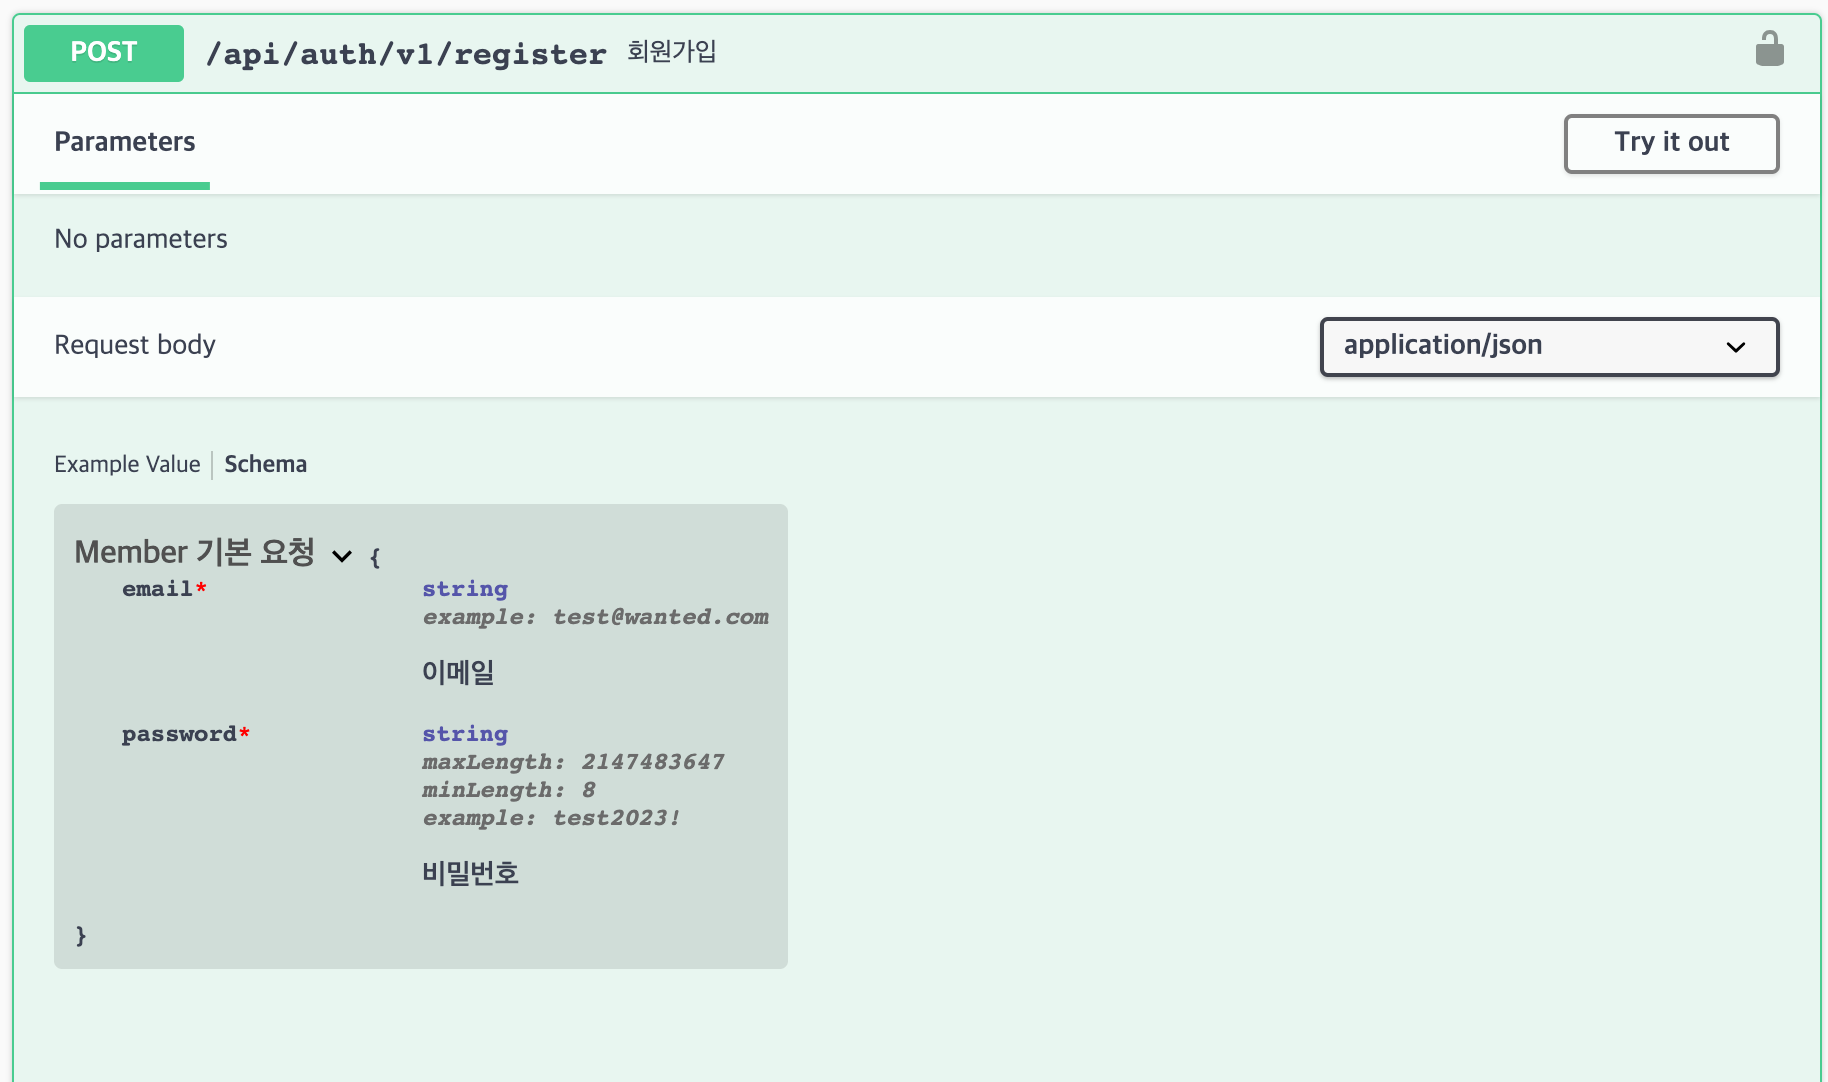 POST /api/auth/v1/register 회원가입
Parameters Try it out
No parameters
Request body application/json
Example Value Schema
Member 기본 요청 {
email* string
example: test@wanted.com
이메일
password* string
maxLength: 2147483647
minLength: 8
example: test2023!
비밀번호
}